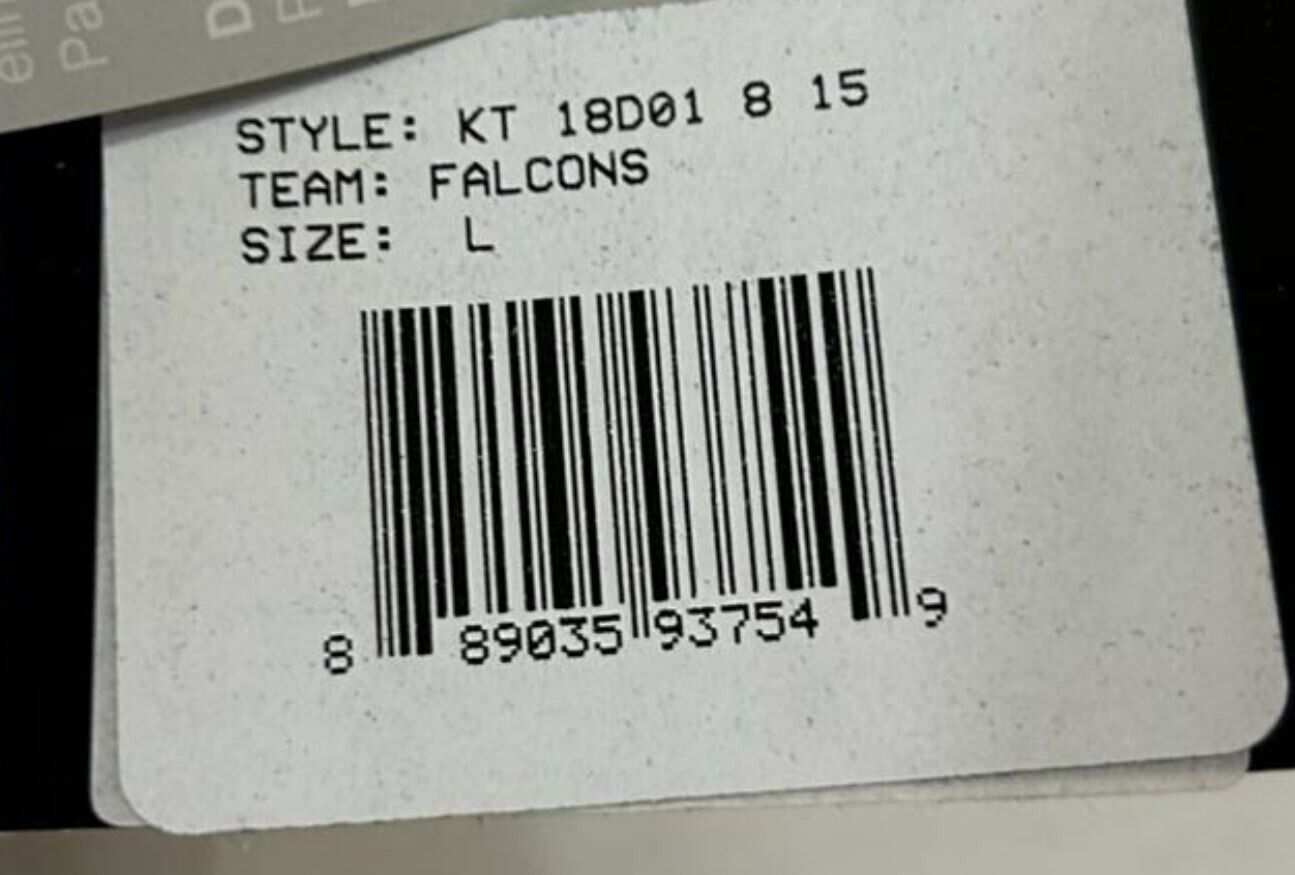 STYLE: KT 18D01 8 15
TEAM: FALCONS
SIZE: L
8 89035 93754 9